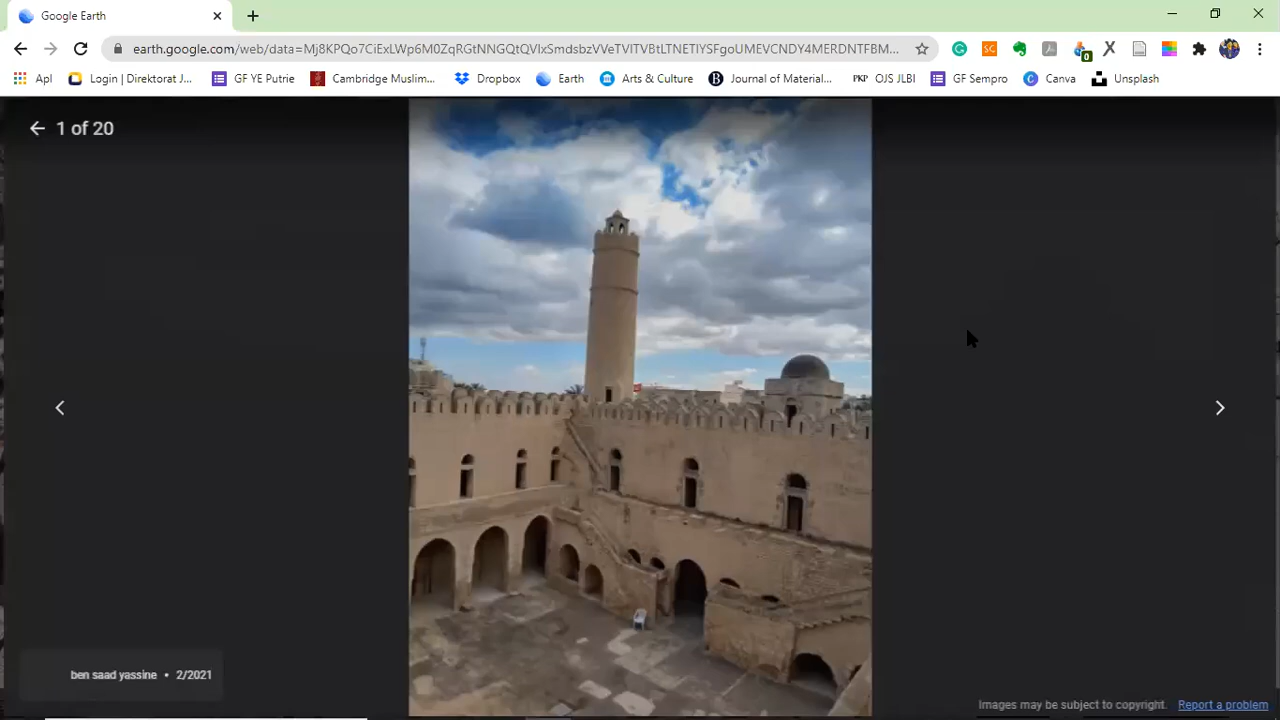 Google Earth
earth.google.com/web/data=Mj8KPQo7CiExLWp6M0ZqRGtNNGQtQVIxSmdsbzVVeTVITVBtLTNETlYSFgoUMEVCNDY4MERDNTFBM...
Apl
Login | Direktorat J...
GF YE Putrie
Cambridge Muslim...
Dropbox
Earth
Arts & Culture
Journal of Material...
OJS JLBI
GF Sempro
Canva
Unsplash
1 of 20
ben saad yassine • 2/2021
Images may be subject to copyright. Report a problem